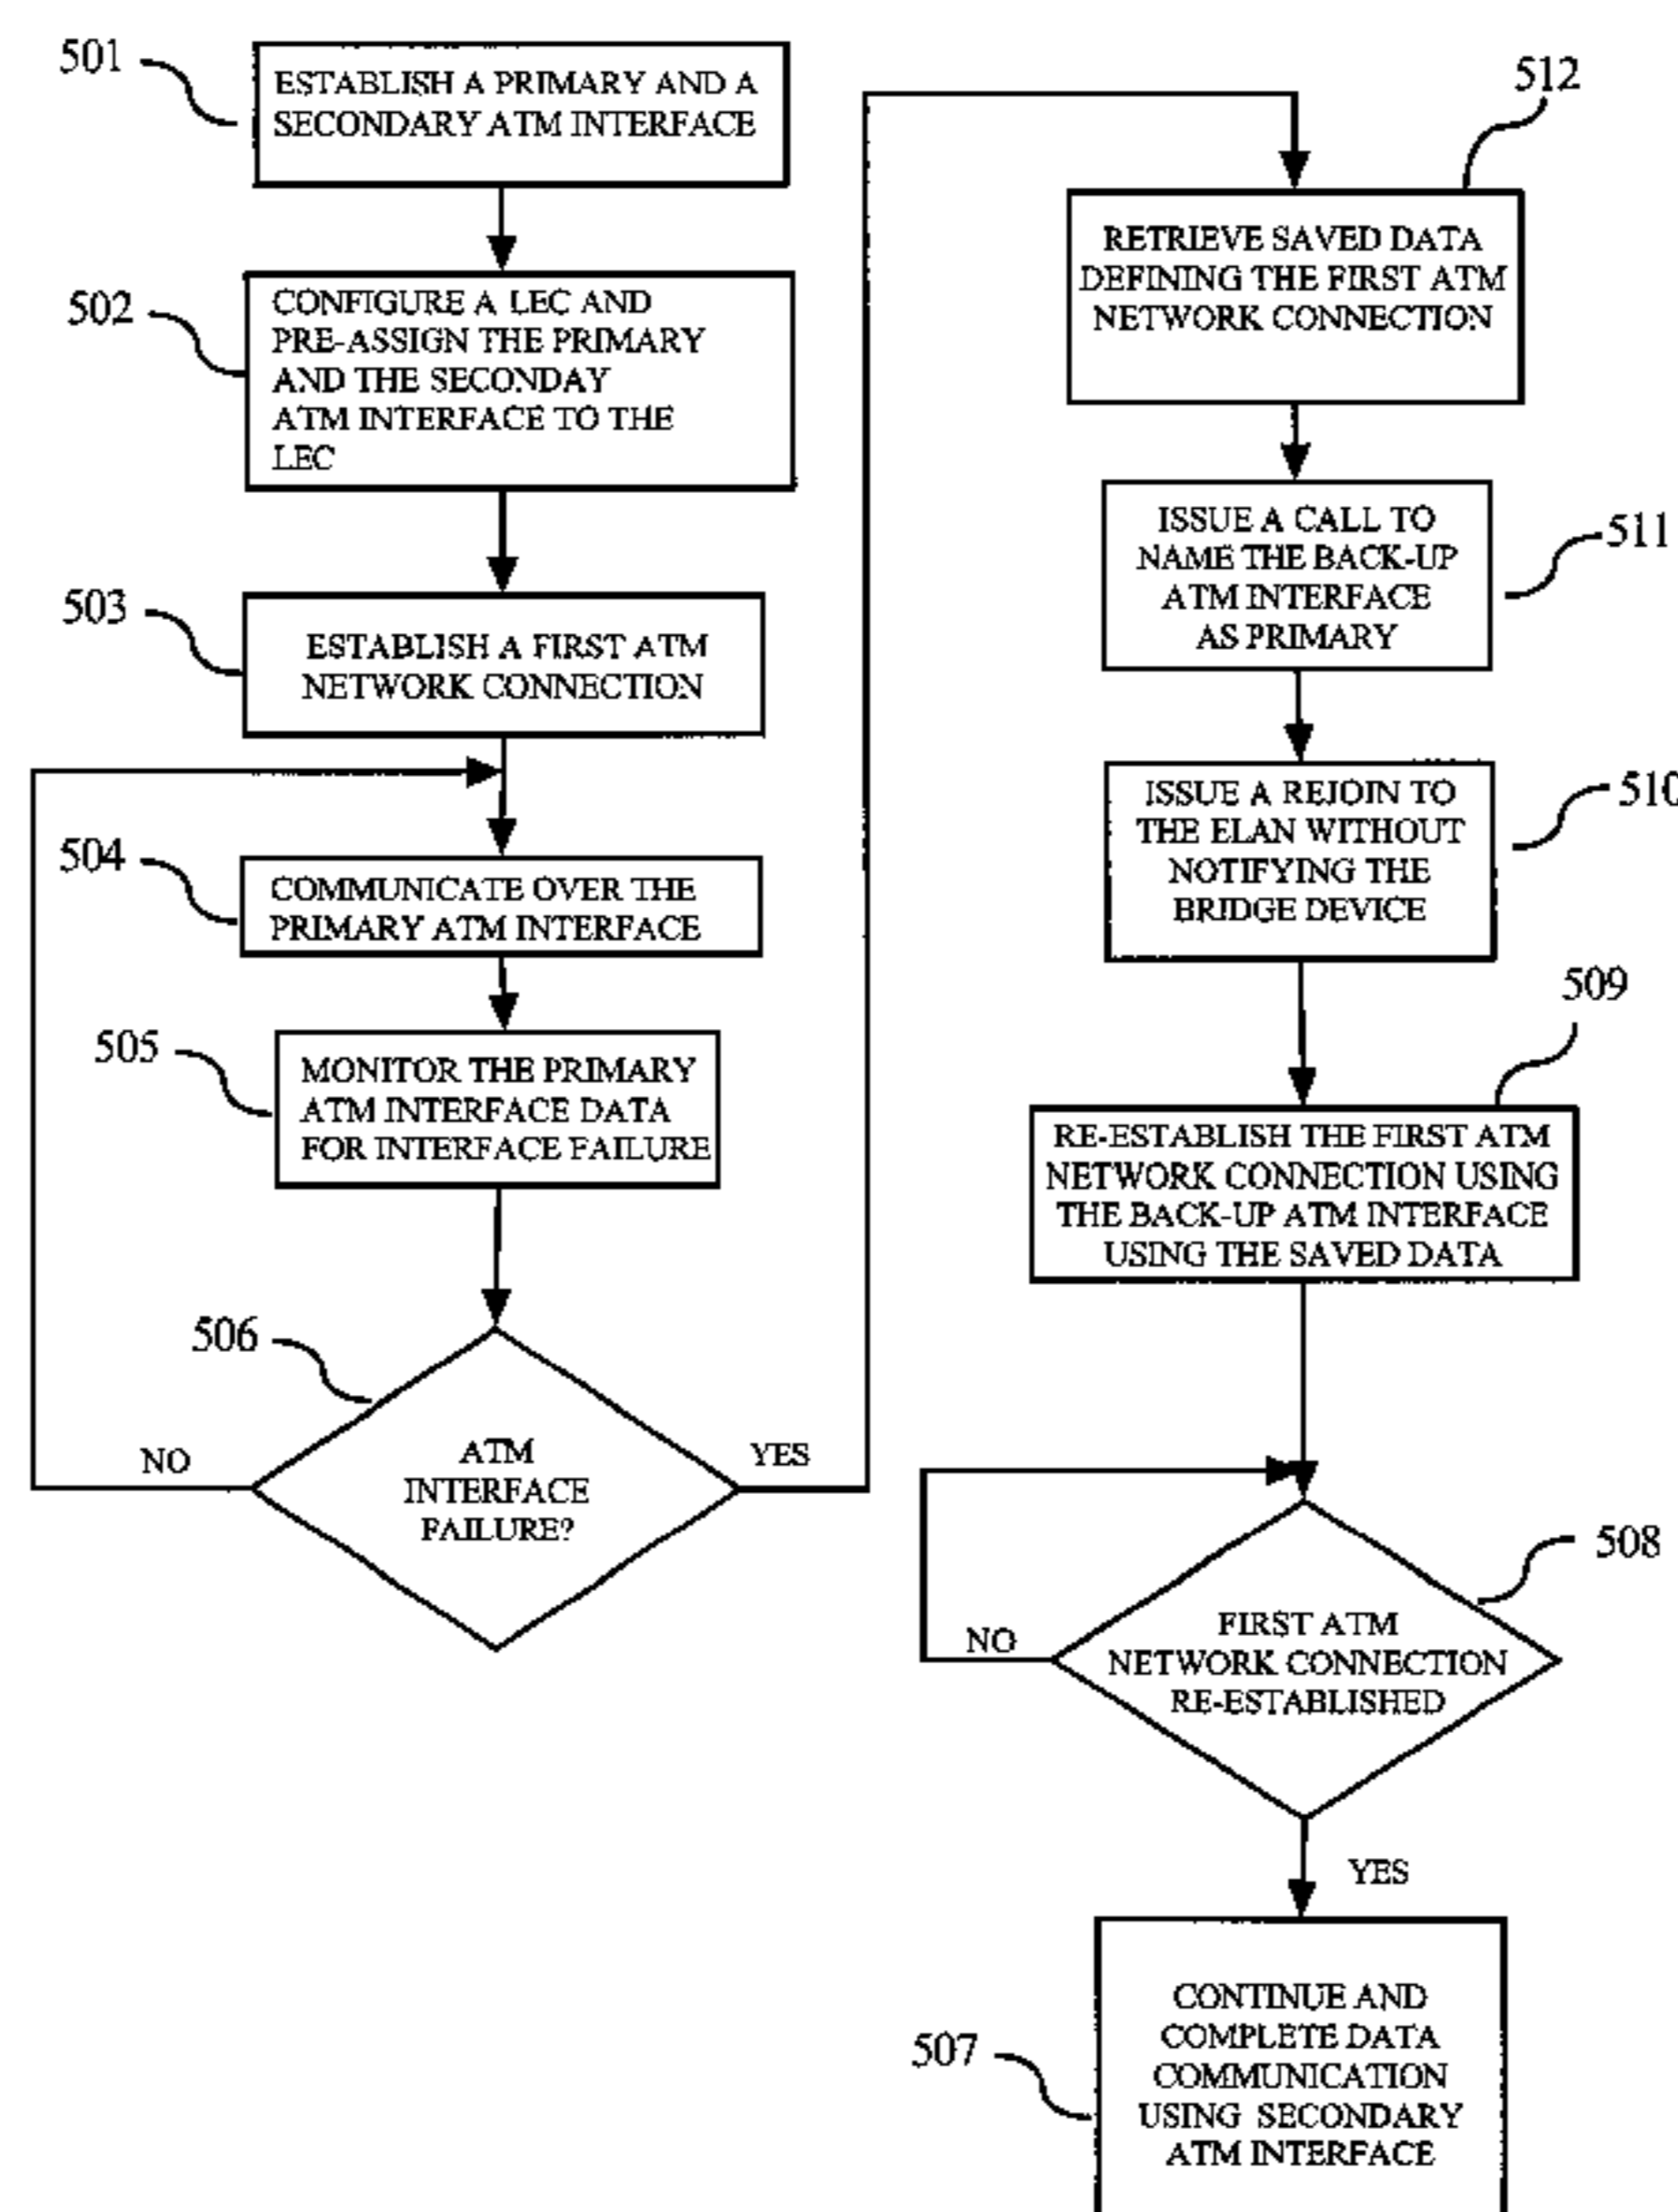 501
ESTABLISH A PRIMARY AND A
SECONDARY ATM INTERFACE
502
CONFIGURE A LEC AND
PRE-ASSIGN THE PRIMARY
AND THE SECONDAY
ATM INTERFACE TO THE
LEC
503
ESTABLISH A FIRST ATM
NETWORK CONNECTION
504
COMMUNICATE OVER THE
PRIMARY ATM INTERFACE
505
MONITOR THE PRIMARY
ATM INTERFACE DATA
FOR INTERFACE FAILURE
506
ATM
INTERFACE
FAILURE?
NO
YES
512
RETRIEVE SAVED DATA
DEFINING THE FIRST ATM
NETWORK CONNECTION
511
ISSUE A CALL TO
NAME THE BACK-UP
ATM INTERFACE
AS PRIMARY
510
ISSUE A REJOIN TO
THE ELAN WITHOUT
NOTIFYING THE
BRIDGE DEVICE
509
RE-ESTABLISH THE FIRST ATM
NETWORK CONNECTION USING
THE BACK-UP ATM INTERFACE
USING THE SAVED DATA
508
FIRST ATM
NETWORK CONNECTION
RE-ESTABLISHED
NO
YES
507
CONTINUE AND
COMPLETE DATA
COMMUNICATION
USING SECONDARY
ATM INTERFACE